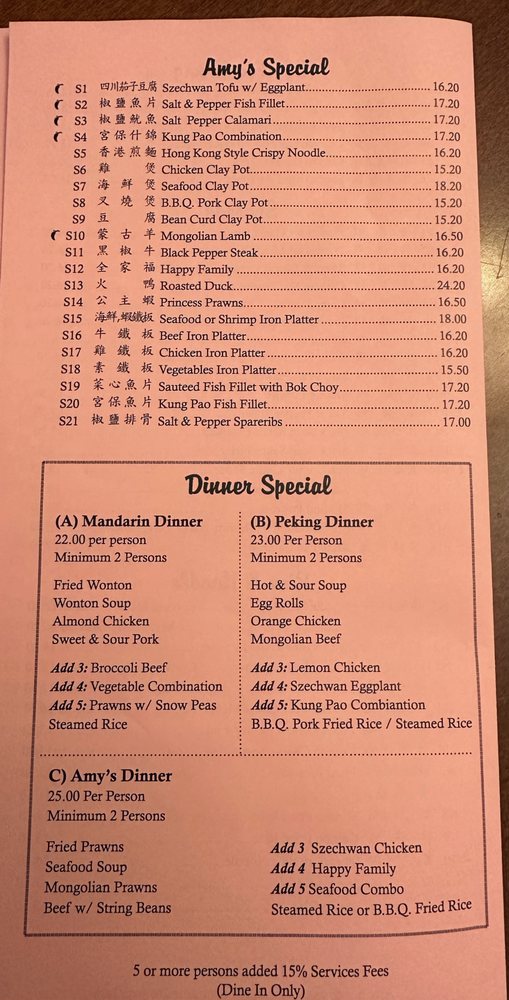 Amy's Special
S1 四川茄子豆腐 Szechwan Tofu w/ Eggplant 16.20
S2 椒鹽魚片 Salt & Pepper Fish Fillet 17.20
S3 椒鹽魷魚 Salt Pepper Calamari 17.20
S4 宮保什錦 Kung Pao Combination 17.20
S5 香港煎麵 Hong Kong Style Crispy Noodle 16.20
S6 雞煲 Chicken Clay Pot 15.20
S7 海鮮煲 Seafood Clay Pot 18.20
S8 叉燒煲 B.B.Q. Pork Clay Pot 15.20
S9 豆腐 Bean Curd Clay Pot 15.20
S10 蒙古羊 Mongolian Lamb 16.50
S11 黑椒牛 Black Pepper Steak 16.20
S12 全家福 Happy Family 16.20
S13 火鴨 Roasted Duck 24.20
S14 公主蝦 Princess Prawns 16.50
S15 海鮮,蝦鐵板 Seafood or Shrimp Iron Platter 18.00
S16 牛鐵板 Beef Iron Platter 16.20
S17 雞鐵板 Chicken Iron Platter 16.20
S18 素鐵板 Vegetables Iron Platter 15.50
S19 菜心魚片 Sauteed Fish Fillet with Bok Choy 17.20
S20 宮保魚片 Kung Pao Fish Fillet 17.20
S21 椒鹽排骨 Salt & Pepper Spareribs 17.00
Dinner Special
(A) Mandarin Dinner
22.00 per person
Minimum 2 Persons
Fried Wonton
Wonton Soup
Almond Chicken
Sweet & Sour Pork
Add 3: Broccoli Beef
Add 4: Vegetable Combination
Add 5: Prawns w/ Snow Peas
Steamed Rice
(B) Peking Dinner
23.00 Per Person
Minimum 2 Persons
Hot & Sour Soup
Egg Rolls
Orange Chicken
Mongolian Beef
Add 3: Lemon Chicken
Add 4: Szechwan Eggplant
Add 5: Kung Pao Combiantion
B.B.Q. Pork Fried Rice / Steamed Rice
C) Amy's Dinner
25.00 Per Person
Minimum 2 Persons
Fried Prawns
Seafood Soup
Mongolian Prawns
Beef w/ String Beans
Add 3 Szechwan Chicken
Add 4 Happy Family
Add 5 Seafood Combo
Steamed Rice or B.B.Q. Fried Rice
5 or more persons added 15% Services Fees
(Dine In Only)